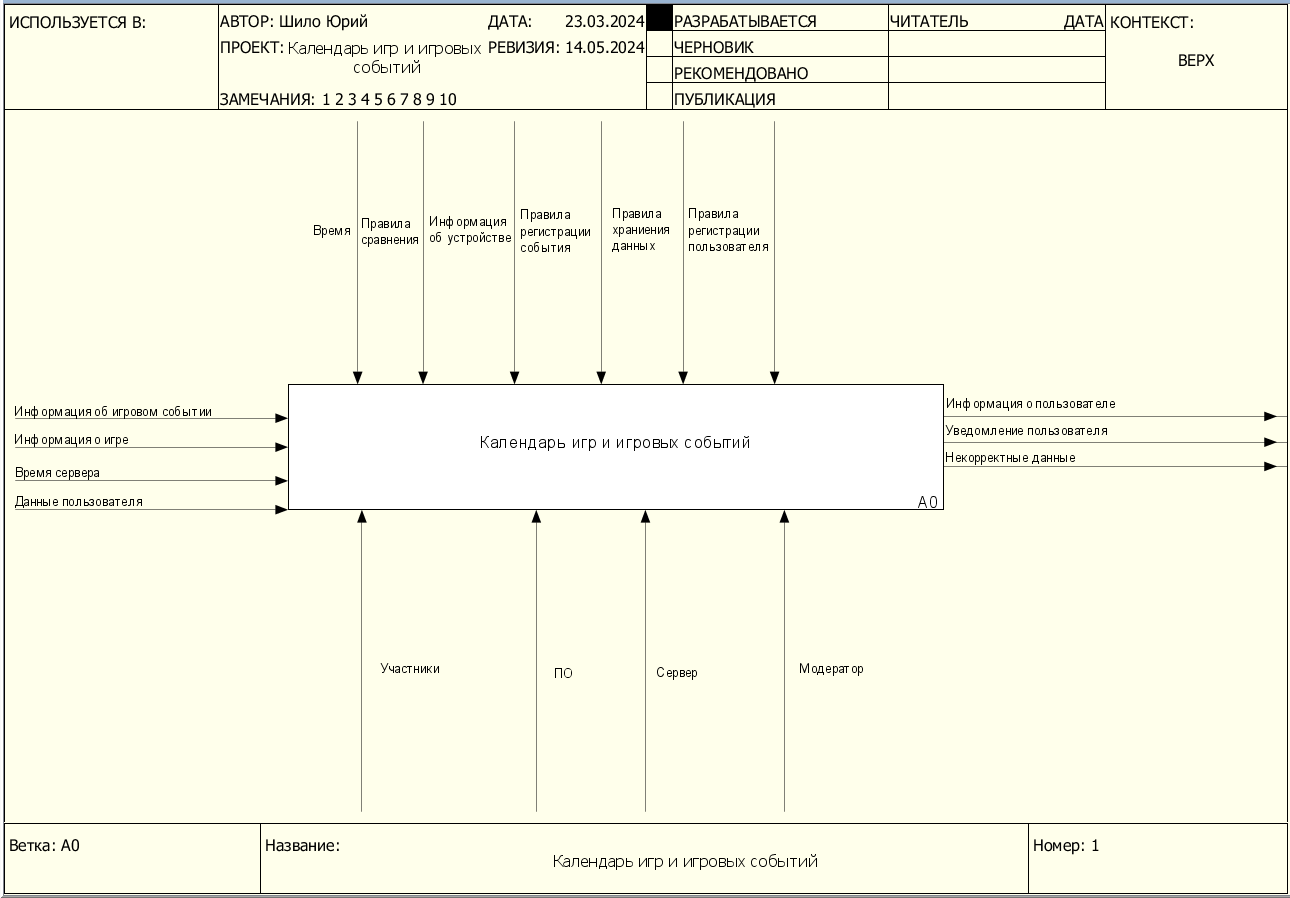 ИСПОЛЬЗУЕТСЯ В:
АВТОР: Шило Юрий
ДАТА: 23.03.2024
ПРОЕКТ: Календарь игр и игровых
событий
РЕВИЗИЯ: 14.05.2024
ЗАМЕЧАНИЯ: 1 2 3 4 5 6 7 8 9 10
РАЗРАБАТЫВАЕТСЯ
ЧЕРНОВИК
РЕКОМЕНДОВАНО
ПУБЛИКАЦИЯ
ЧИТАТЕЛЬ ДАТА
КОНТЕКСТ:
ВЕРХ
Время
Правила
сравнения
Информация
об устройстве
Правила
регистрации
события
Правила
храниения
данных
Правила
регистрации
пользователя
Информация об игровом событии
Информация о игре
Время сервера
Данные пользователя
Календарь игр и игровых событий
A0
Информация о пользователе
Уведомление пользователя
Некорректные данные
Участники
ПО
Сервер
Модератор
Ветка: A0
Название:
Календарь игр и игровых событий
Номер: 1